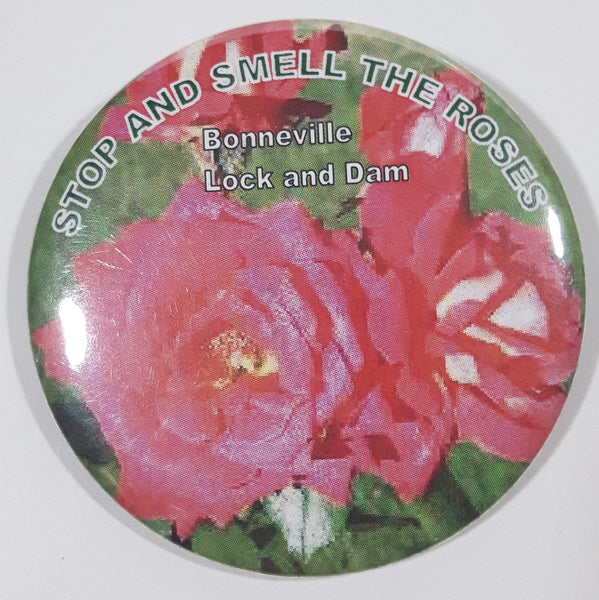 STOP AND SMELL THE ROSES
Bonneville
Lock and Dam